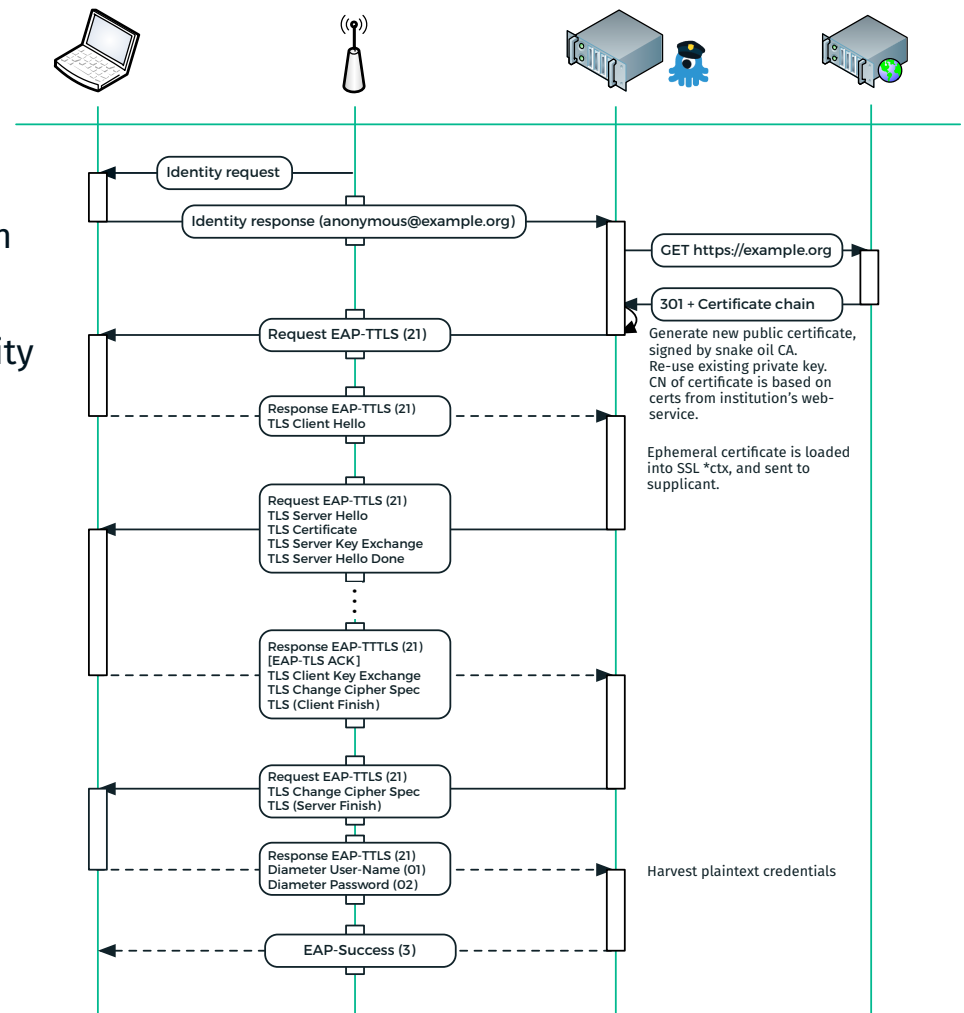 Identity request
Identity response (anonymous@example.org)
GET https://example.org
301 + Certificate chain
Request EAP-TTLS (21)
Generate new public certificate,
signed by snake oil CA.
Re-use existing private key.
CN of certificate is based on
certs from institution's web-
service.
ity
Response EAP-TTLS (21)
TLS Client Hello
Ephemeral certificate is loaded
into SSL *ctx, and sent to
supplicant.
Request EAP-TTLS (21)
TLS Server Hello
TLS Certificate
TLS Server Key Exchange
TLS Server Hello Done
Response EAP-TTTLS (21)
[EAP-TLS ACK]
TLS Client Key Exchange
TLS Change Cipher Spec
TLS (Client Finish)
Request EAP-TTLS (21)
TLS Change Cipher Spec
TLS (Server Finish)
Response EAP-TTLS (21)
Diameter User-Name (01)
Diameter Password (02)
Harvest plaintext credentials
EAP-Success (3)